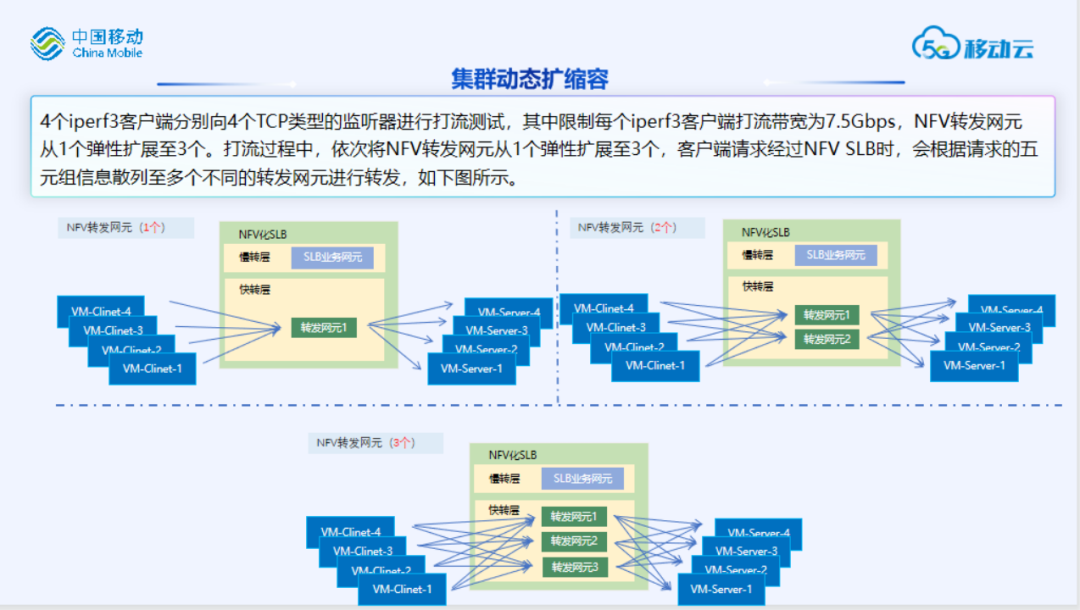 中国移动
China Mobile
5G 移动云
集群动态扩缩容
4个iperf3客户端分别向4个TCP类型的监听器进行打流测试，其中限制每个iperf3客户端打流带宽为7.5Gbps，NFV转发网元
从1个弹性扩展至3个。打流过程中，依次将NFV转发网元从1个弹性扩展至3个，客户端请求经过NFV SLB时，会根据请求的五
元组信息散列至多个不同的转发网元进行转发，如下图所示。
NFV转发网元（1个）
NFV化SLB
慢转层
SLB业务网元
快转层
转发网元1
VM-Clinet-4
VM-Clinet-3
VM-Clinet-2
VM-Clinet-1
VM-Server-4
VM-Server-3
VM-Server-2
VM-Server-1
NFV转发网元（2个）
NFV化SLB
慢转层
SLB业务网元
快转层
转发网元1
转发网元2
VM-Clinet-4
VM-Clinet-3
VM-Clinet-2
VM-Clinet-1
VM-Server-4
VM-Server-3
VM-Server-2
VM-Server-1
NFV转发网元（3个）
NFV化SLB
慢转层
SLB业务网元
快转层
转发网元1
转发网元2
转发网元3
VM-Clinet-4
VM-Clinet-3
VM-Clinet-2
VM-Clinet-1
VM-Server-4
VM-Server-3
VM-Server-2
VM-Server-1